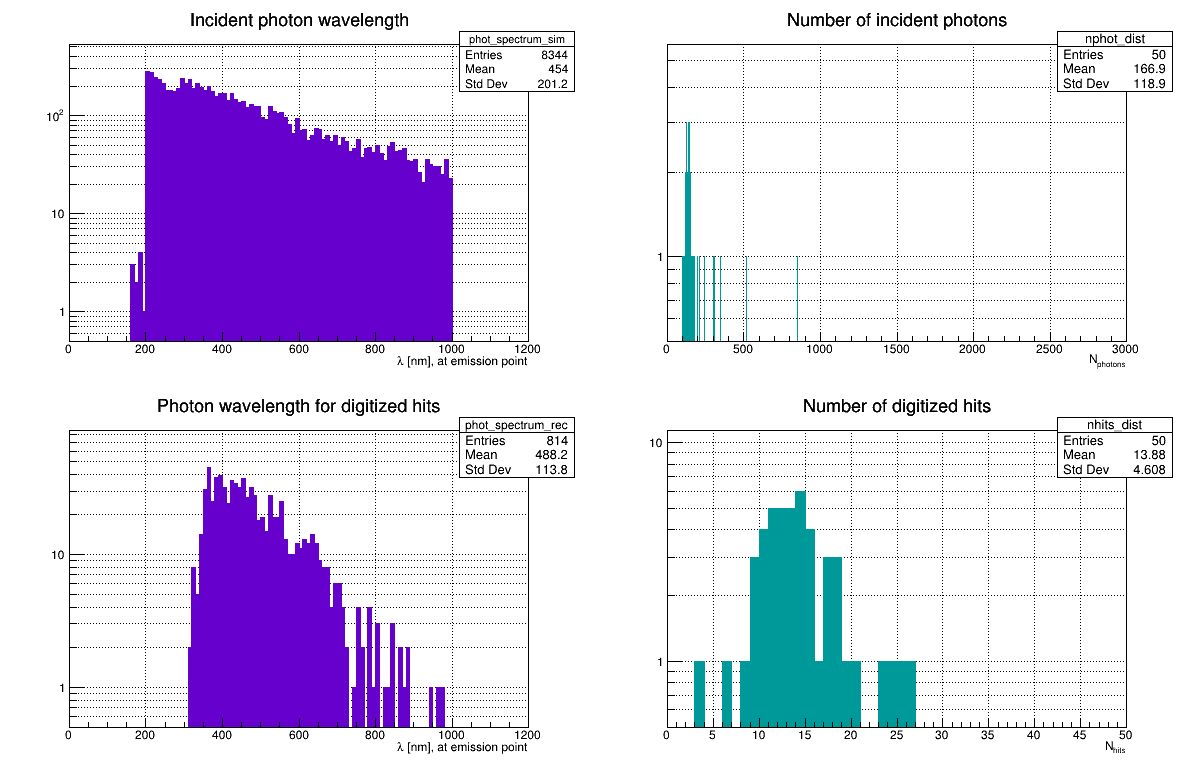 Incident photon wavelength
phot_spectrum_sim
Entries 8344
Mean 454
Std Dev 201.2
10²
10
1
0 200 400 600 800 1000 1200
λ [nm], at emission point
Number of incident photons
nphot_dist
Entries 50
Mean 166.9
Std Dev 118.9
1
0 500 1000 1500 2000 2500 3000
Nphotons
Photon wavelength for digitized hits
phot_spectrum_rec
Entries 814
Mean 488.2
Std Dev 113.8
10
1
0 200 400 600 800 1000 1200
λ [nm], at emission point
Number of digitized hits
nhits_dist
Entries 50
Mean 13.88
Std Dev 4.608
10
1
0 5 10 15 20 25 30 35 40 45 50
Nhits